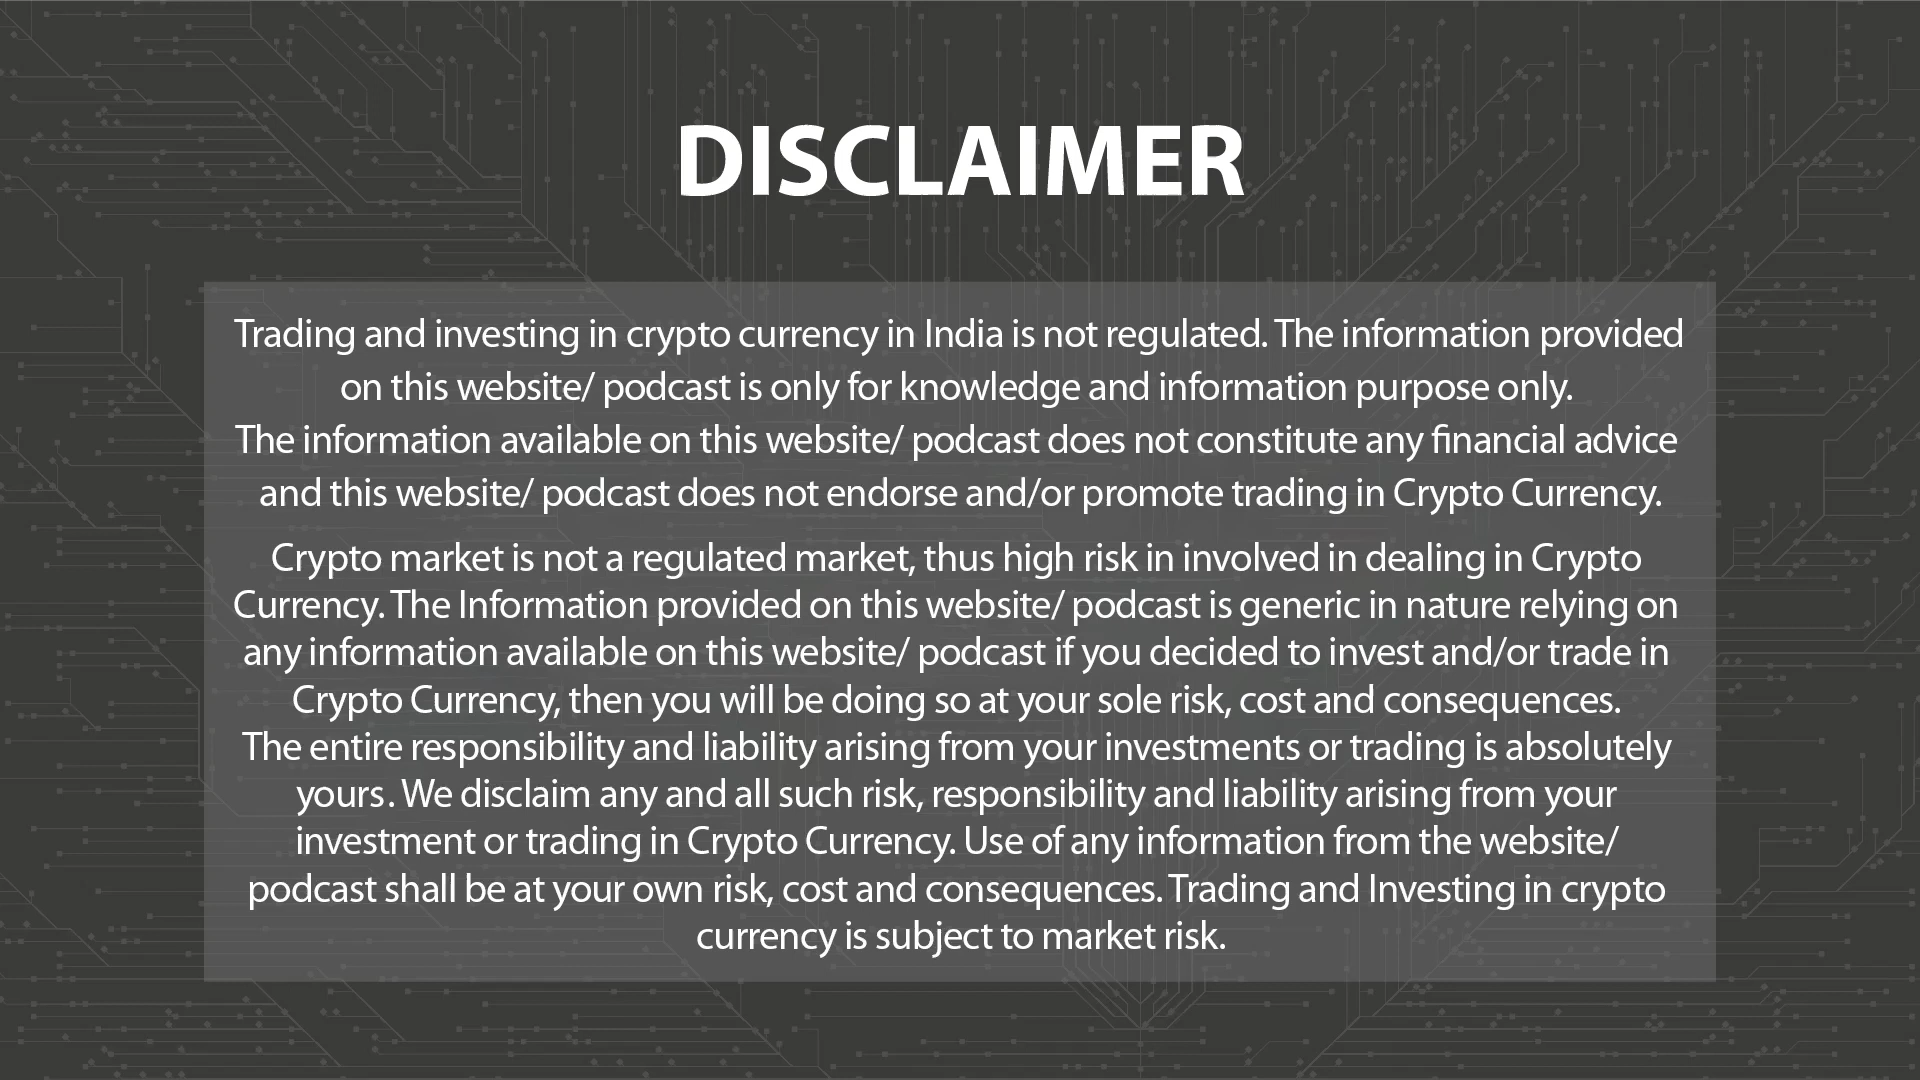 DISCLAIMER
Trading and investing in crypto currency in India is not regulated. The information provided
on this website/ podcast is only for knowledge and information purpose only.
The information available on this website/ podcast does not constitute any financial advice
and this website/ podcast does not endorse and/or promote trading in Crypto Currency.
Crypto market is not a regulated market, thus high risk in involved in dealing in Crypto
Currency. The Information provided on this website/ podcast is generic in nature relying on
any information available on this website/ podcast if you decided to invest and/or trade in
Crypto Currency, then you will be doing so at your sole risk, cost and consequences.
The entire responsibility and liability arising from your investments or trading is absolutely
yours. We disclaim any and all such risk, responsibility and liability arising from your
investment or trading in Crypto Currency. Use of any information from the website/
podcast shall be at your own risk, cost and consequences. Trading and Investing in crypto
currency is subject to market risk.